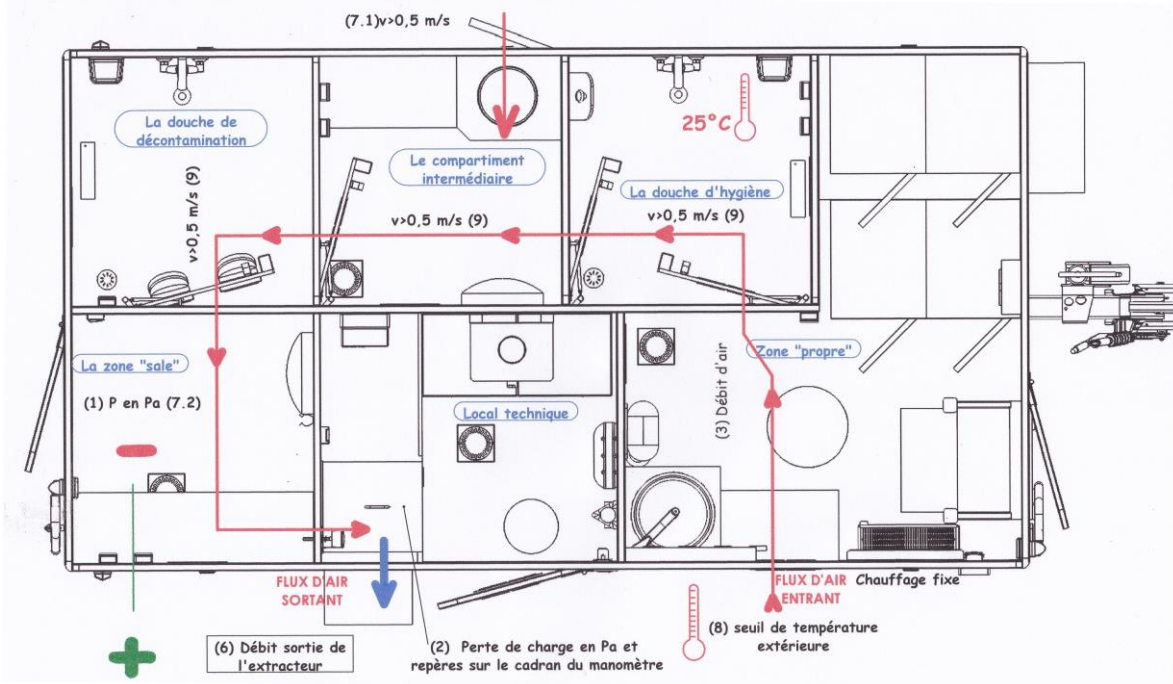 (7.1)v>0,5 m/s
La douche de
décontamination
v>0,5 m/s (9)
Le compartiment
intermédiaire
v>0,5 m/s (9)
25°C
La douche d'hygiène
v>0,5 m/s (9)
La zone "sale"
(1) P en Pa (7.2)
Local technique
(3) Débit d'air
Zone "propre"
FLUX D'AIR
SORTANT
FLUX D'AIR
ENTRANT
Chauffage fixe
(6) Débit sortie de
l'extracteur
(2) Perte de charge en Pa et
repères sur le cadran du manomètre
(8) seuil de température
extérieure